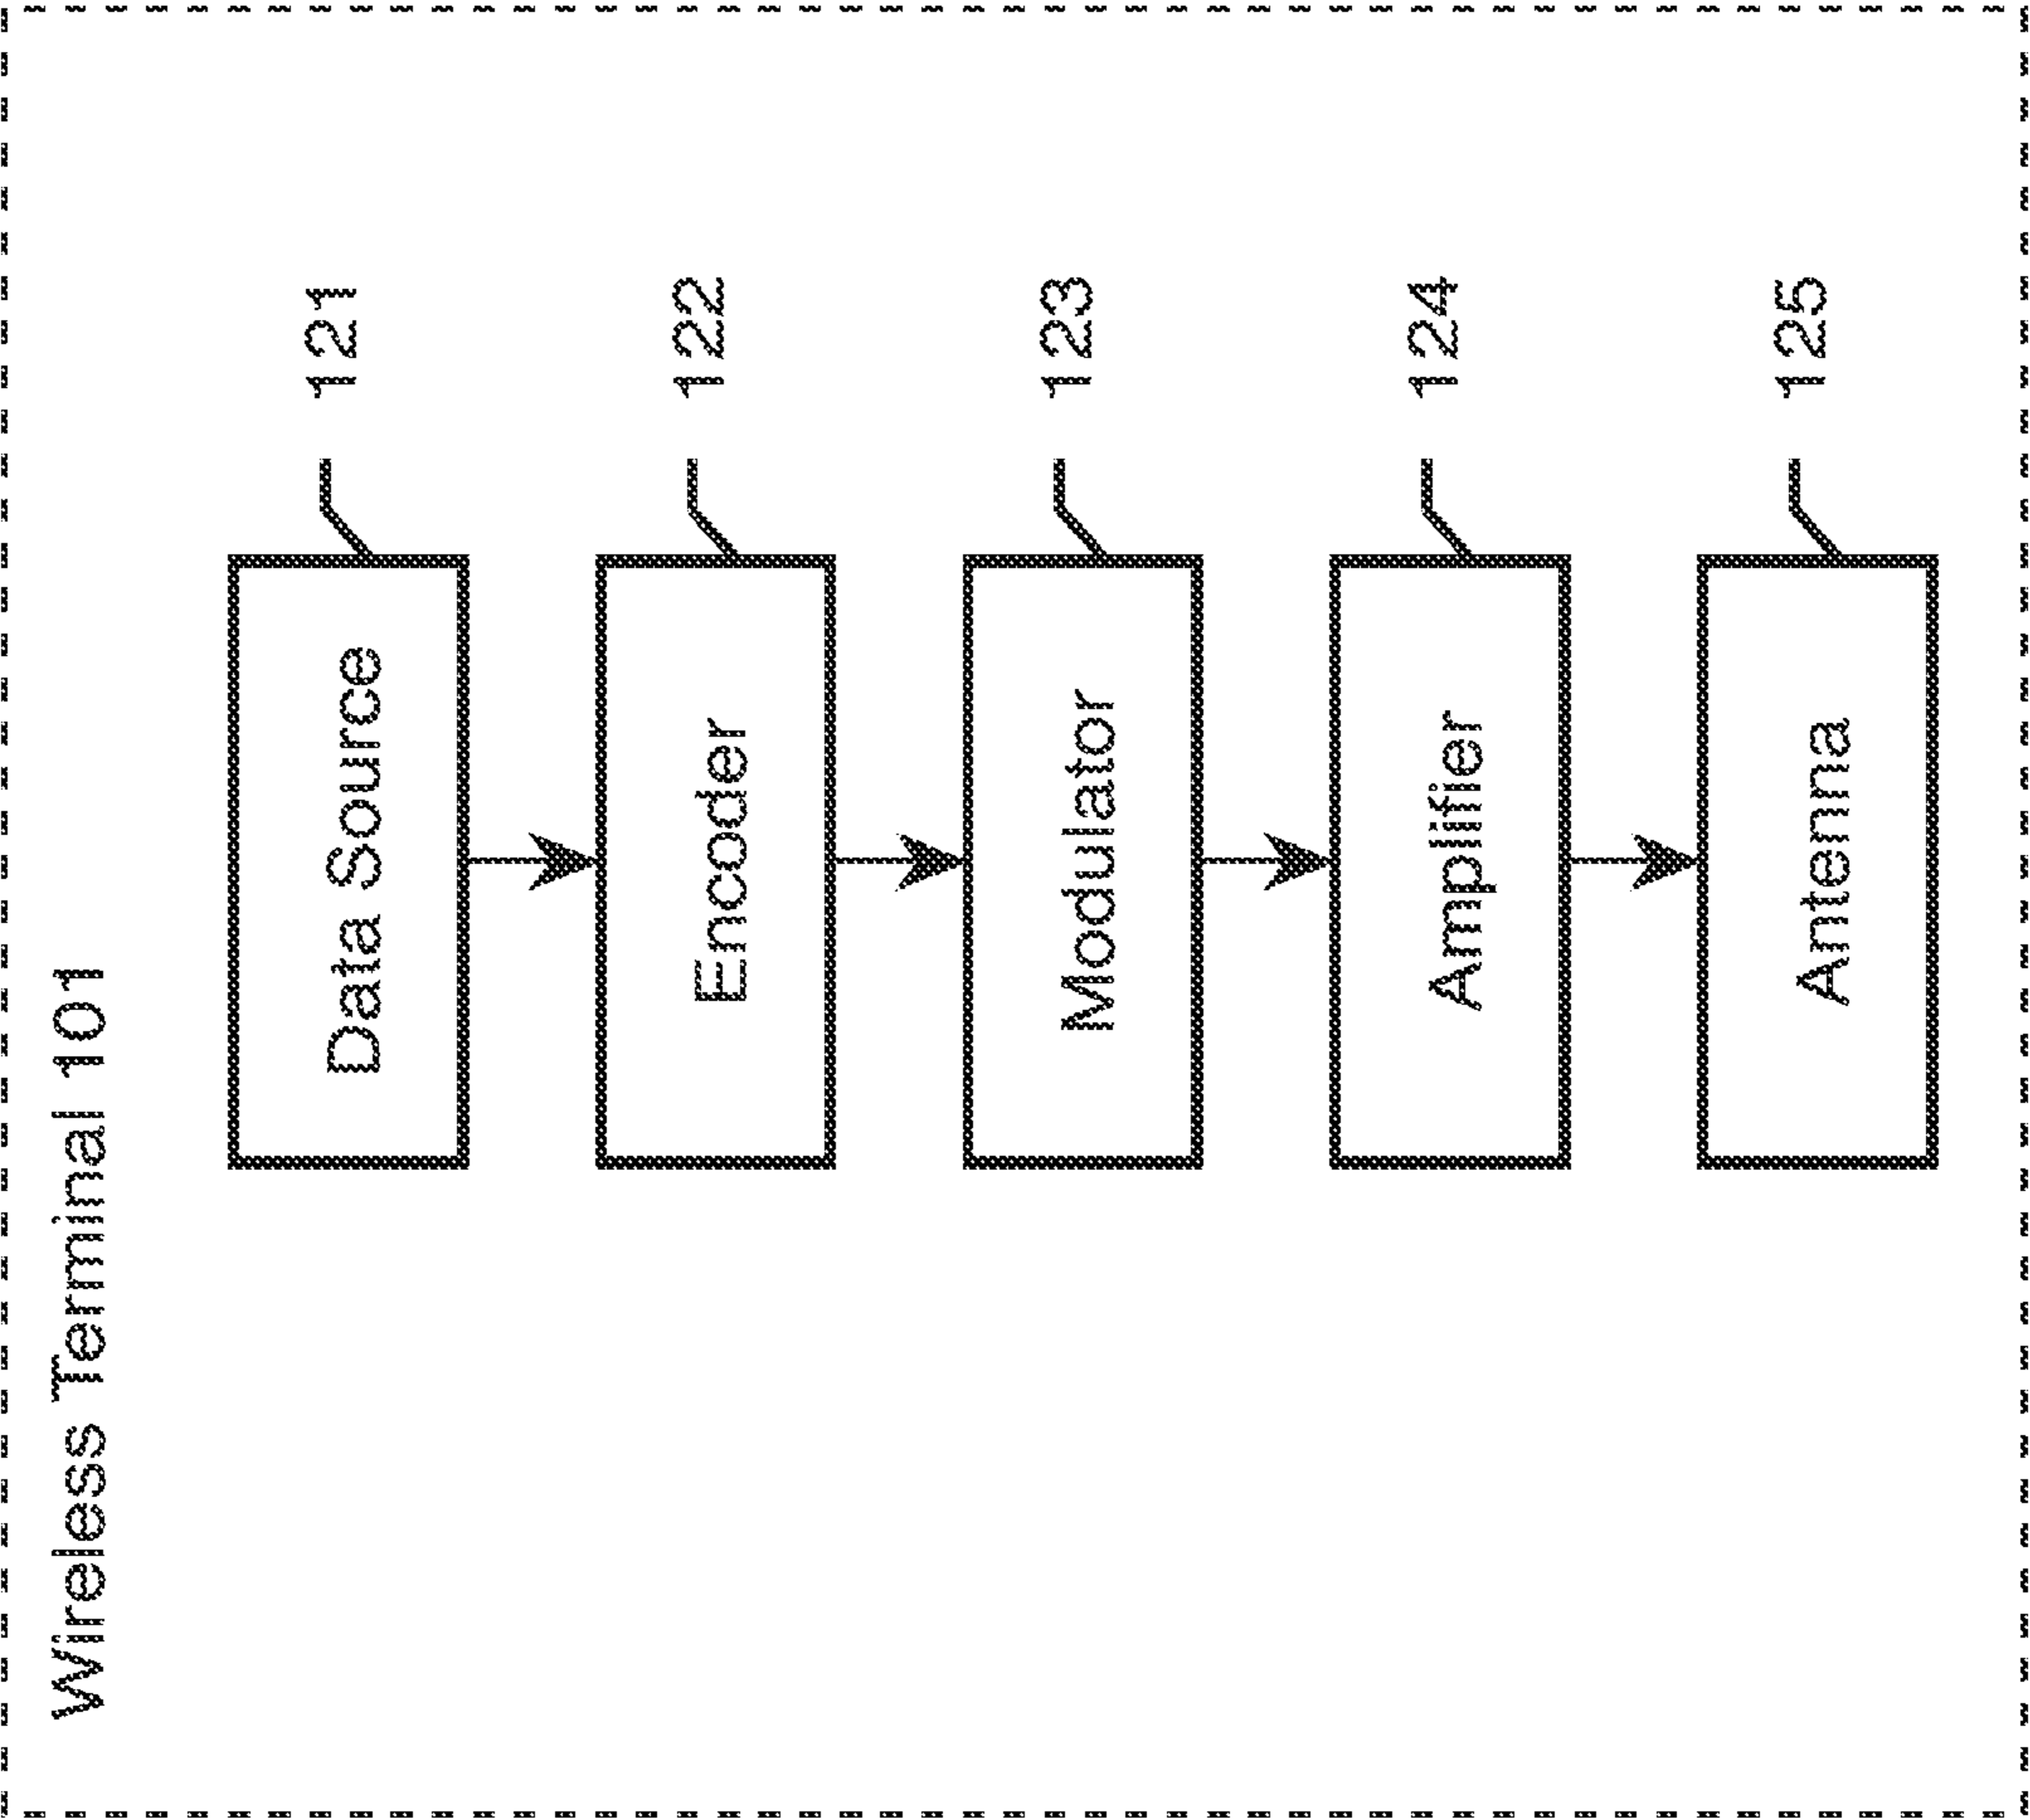 Wireless Terminal 101
Data Source 121
Encoder 122
Modulator 123
Amplifier 124
Antenna 125